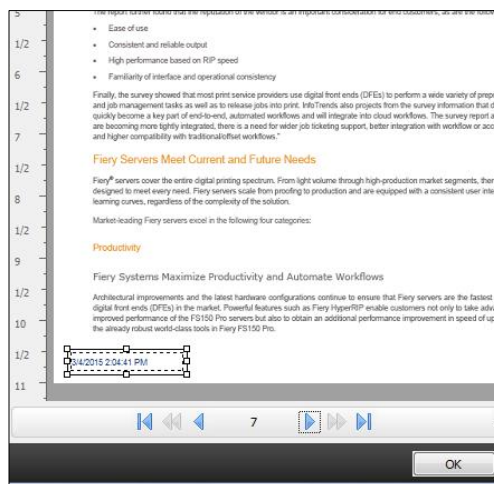 5
The report further found that the reputation of the vendor is an important consideration for end customers, as are the follow
• Ease of use
1/2
• Consistent and reliable output
• High performance based on RIP speed
6
• Familiarity of interface and operational consistency
Finally, the survey showed that most print service providers use digital front ends (DFEs) to perform a wide variety of prep
1/2
and job management tasks as well as to release jobs into print. InfoTrends also projects from the survey information that d
quickly become a key part of end-to-end, automated workflows and will integrate into cloud workflows. The survey report a
are becoming more tightly integrated, there is a need for wider job ticketing support, better integration with workflow or acc
7
and higher compatibility with traditional/offset workflows.”
1/2
Fiery Servers Meet Current and Future Needs
Fiery® servers cover the entire digital printing spectrum. From light volume through high-production market segments, ther
8
designed to meet every need. Fiery servers scale from proofing to production and are equipped with a consistent user inte
learning curves, regardless of the complexity of the solution.
1/2
Market-leading Fiery servers excel in the following four categories:
Productivity
9
Fiery Systems Maximize Productivity and Automate Workflows
1/2
Architectural improvements and the latest hardware configurations continue to ensure that Fiery servers are the fastest
digital front ends (DFEs) in the market. Powerful features such as Fiery HyperRIP enable customers not only to take adv
10
improved performance of the FS150 Pro servers but also to obtain an additional performance improvement in speed of up
the already robust world-class tools in Fiery FS150 Pro.
1/2
3/4/2015 2:04:41 PM
11
7
OK